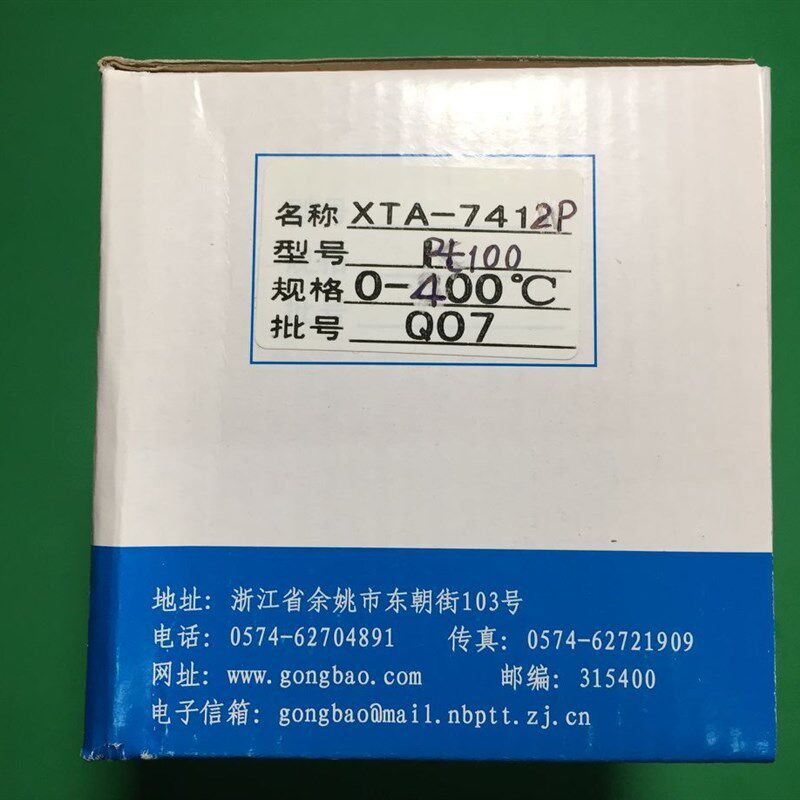 名称 XTA-7412P
型号 Pt100
规格 0-400℃
批号 Q07
地址: 浙江省余姚市东朝街103号
电话: 0574-62704891 传真: 0574-62721909
网址: www.gongbao.com 邮编: 315400
电子信箱: gongbao@mail.nbptt.zj.cn